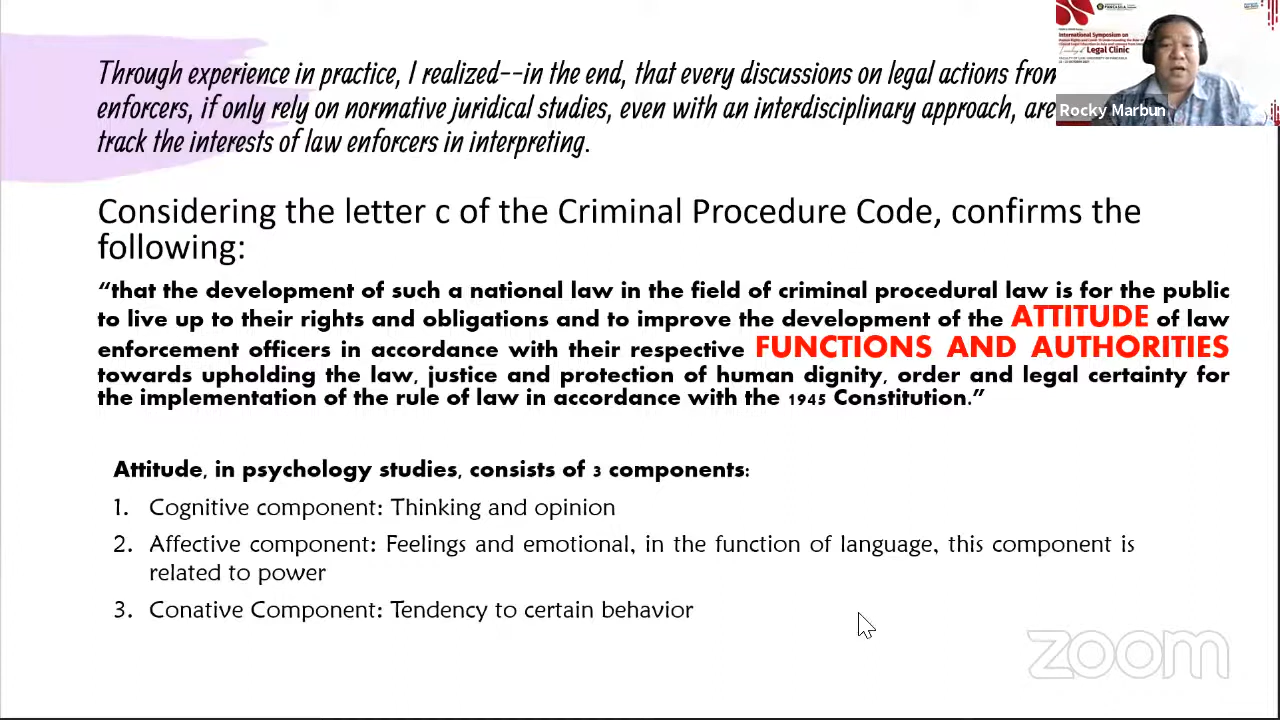 Through experience in practice, I realized--in the end, that every discussions on legal actions from
enforcers, if only rely on normative juridical studies, even with an interdisciplinary approach, are
track the interests of law enforcers in interpreting.
International Symposium on
Legal Clinic
Rocky Marbun
Considering the letter c of the Criminal Procedure Code, confirms the
following:
“that the development of such a national law in the field of criminal procedural law is for the public
to live up to their rights and obligations and to improve the development of the ATTITUDE of law
enforcement officers in accordance with their respective FUNCTIONS AND AUTHORITIES
towards upholding the law, justice and protection of human dignity, order and legal certainty for
the implementation of the rule of law in accordance with the 1945 Constitution.”
Attitude, in psychology studies, consists of 3 components:
1. Cognitive component: Thinking and opinion
2. Affective component: Feelings and emotional, in the function of language, this component is
related to power
3. Conative Component: Tendency to certain behavior
zoom